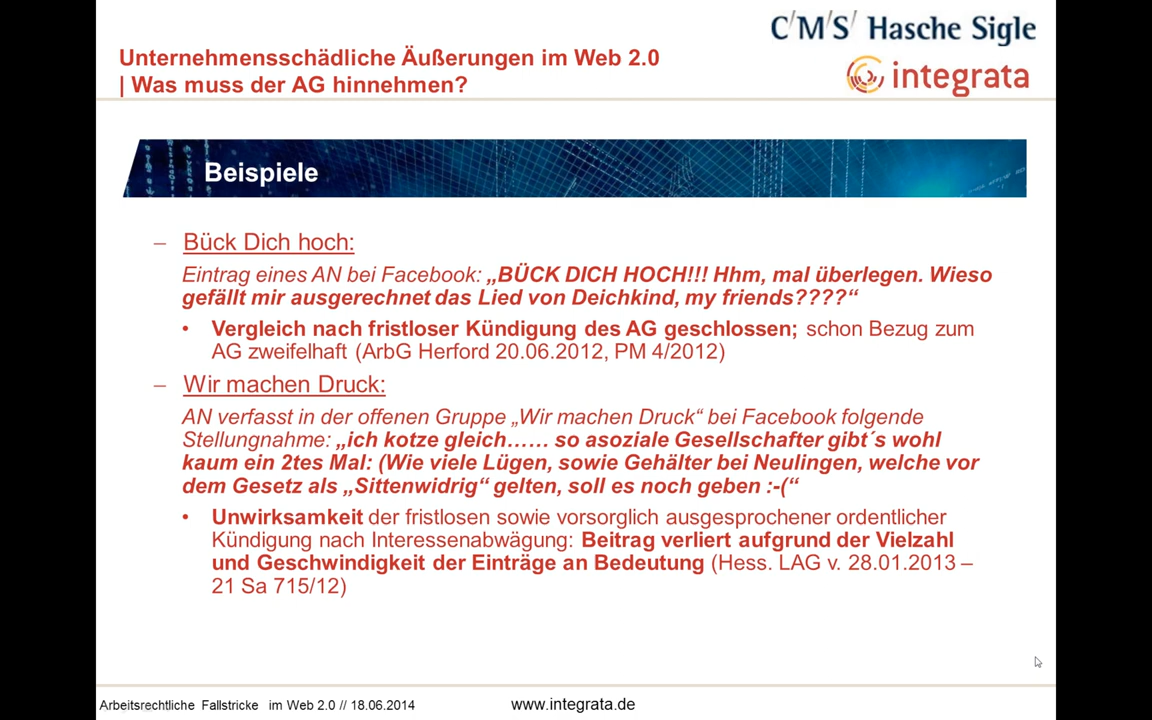 C/M/S/ Hasche Sigle
integrata
Unternehmensschädliche Äußerungen im Web 2.0
| Was muss der AG hinnehmen?
Beispiele
– Bück Dich hoch:
Eintrag eines AN bei Facebook: „BÜCK DICH HOCH!!! Hhm, mal überlegen. Wieso
gefällt mir ausgerechnet das Lied von Deichkind, my friends????“
• Vergleich nach fristloser Kündigung des AG geschlossen; schon Bezug zum
AG zweifelhaft (ArbG Herford 20.06.2012, PM 4/2012)
– Wir machen Druck:
AN verfasst in der offenen Gruppe „Wir machen Druck“ bei Facebook folgende
Stellungnahme: „ich kotze gleich…… so asoziale Gesellschafter gibt´s wohl
kaum ein 2tes Mal: (Wie viele Lügen, sowie Gehälter bei Neulingen, welche vor
dem Gesetz als „Sittenwidrig“ gelten, soll es noch geben :-(“
• Unwirksamkeit der fristlosen sowie vorsorglich ausgesprochener ordentlicher
Kündigung nach Interessenabwägung: Beitrag verliert aufgrund der Vielzahl
und Geschwindigkeit der Einträge an Bedeutung (Hess. LAG v. 28.01.2013 –
21 Sa 715/12)
Arbeitsrechtliche Fallstricke im Web 2.0 // 18.06.2014
www.integrata.de